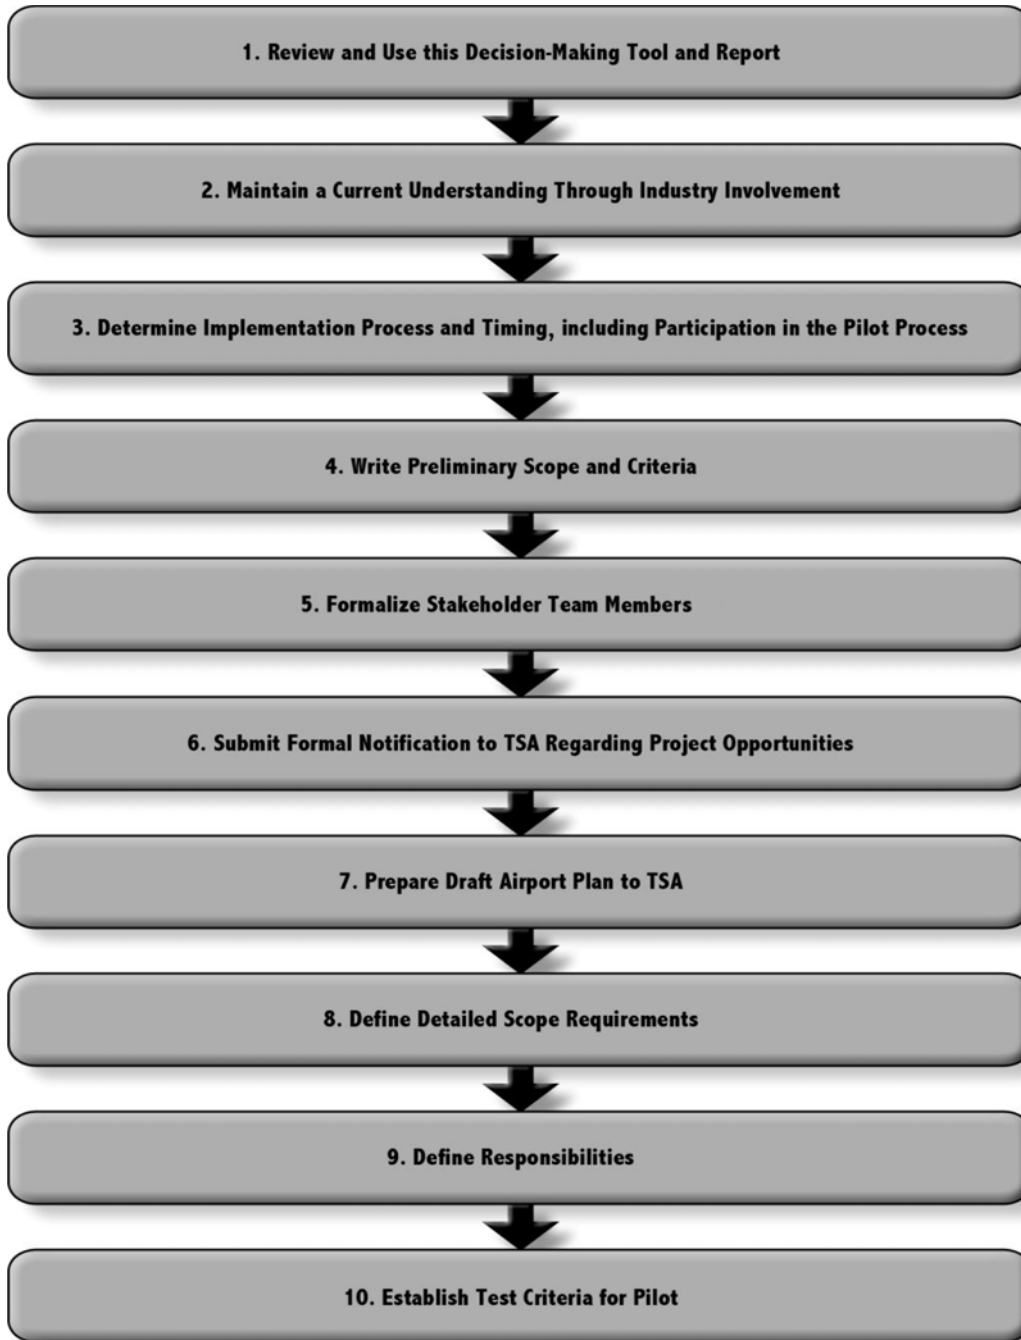 1. Review and Use this Decision-Making Tool and Report
2. Maintain a Current Understanding Through Industry Involvement
3. Determine Implementation Process and Timing, including Participation in the Pilot Process
4. Write Preliminary Scope and Criteria
5. Formalize Stakeholder Team Members
6. Submit Formal Notification to TSA Regarding Project Opportunities
7. Prepare Draft Airport Plan to TSA
8. Define Detailed Scope Requirements
9. Define Responsibilities
10. Establish Test Criteria for Pilot